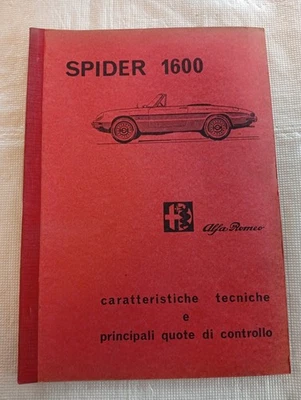 SPIDER 1600
Alfa-Romeo
caratteristiche tecniche
e
principali quote di controllo